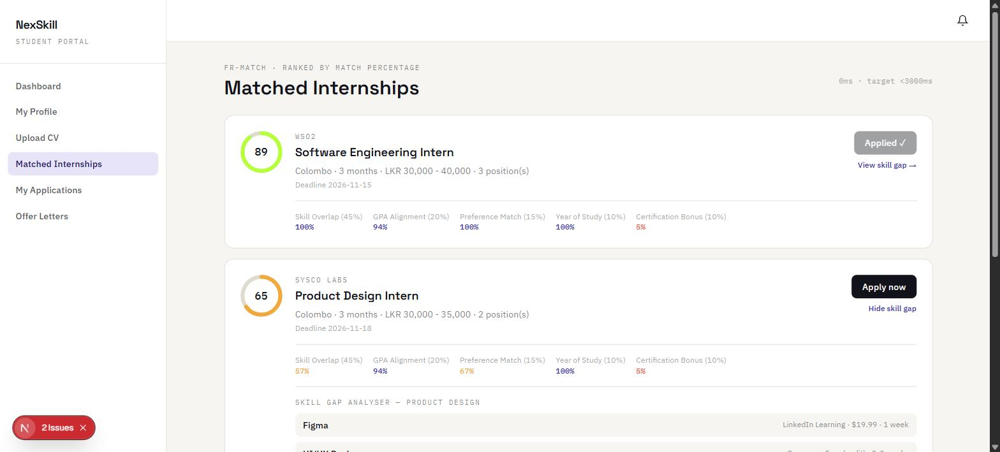 NexSkill
STUDENT PORTAL
Dashboard
My Profile
Upload CV
Matched Internships
My Applications
Offer Letters
N 2 Issues
FR-MATCH · RANKED BY MATCH PERCENTAGE
Matched Internships
0ms · target <3000ms
89
WSO2
Software Engineering Intern
Colombo · 3 months · LKR 30,000 - 40,000 · 3 position(s)
Deadline 2026-11-15
Applied ✓
View skill gap →
Skill Overlap (45%) GPA Alignment (20%) Preference Match (15%) Year of Study (10%) Certification Bonus (10%)
100% 94% 100% 100% 5%
65
SYSCO LABS
Product Design Intern
Colombo · 3 months · LKR 30,000 - 35,000 · 2 position(s)
Deadline 2026-11-18
Apply now
Hide skill gap
Skill Overlap (45%) GPA Alignment (20%) Preference Match (15%) Year of Study (10%) Certification Bonus (10%)
57% 94% 67% 100% 5%
SKILL GAP ANALYSER — PRODUCT DESIGN
Figma LinkedIn Learning · $19.99 · 1 week